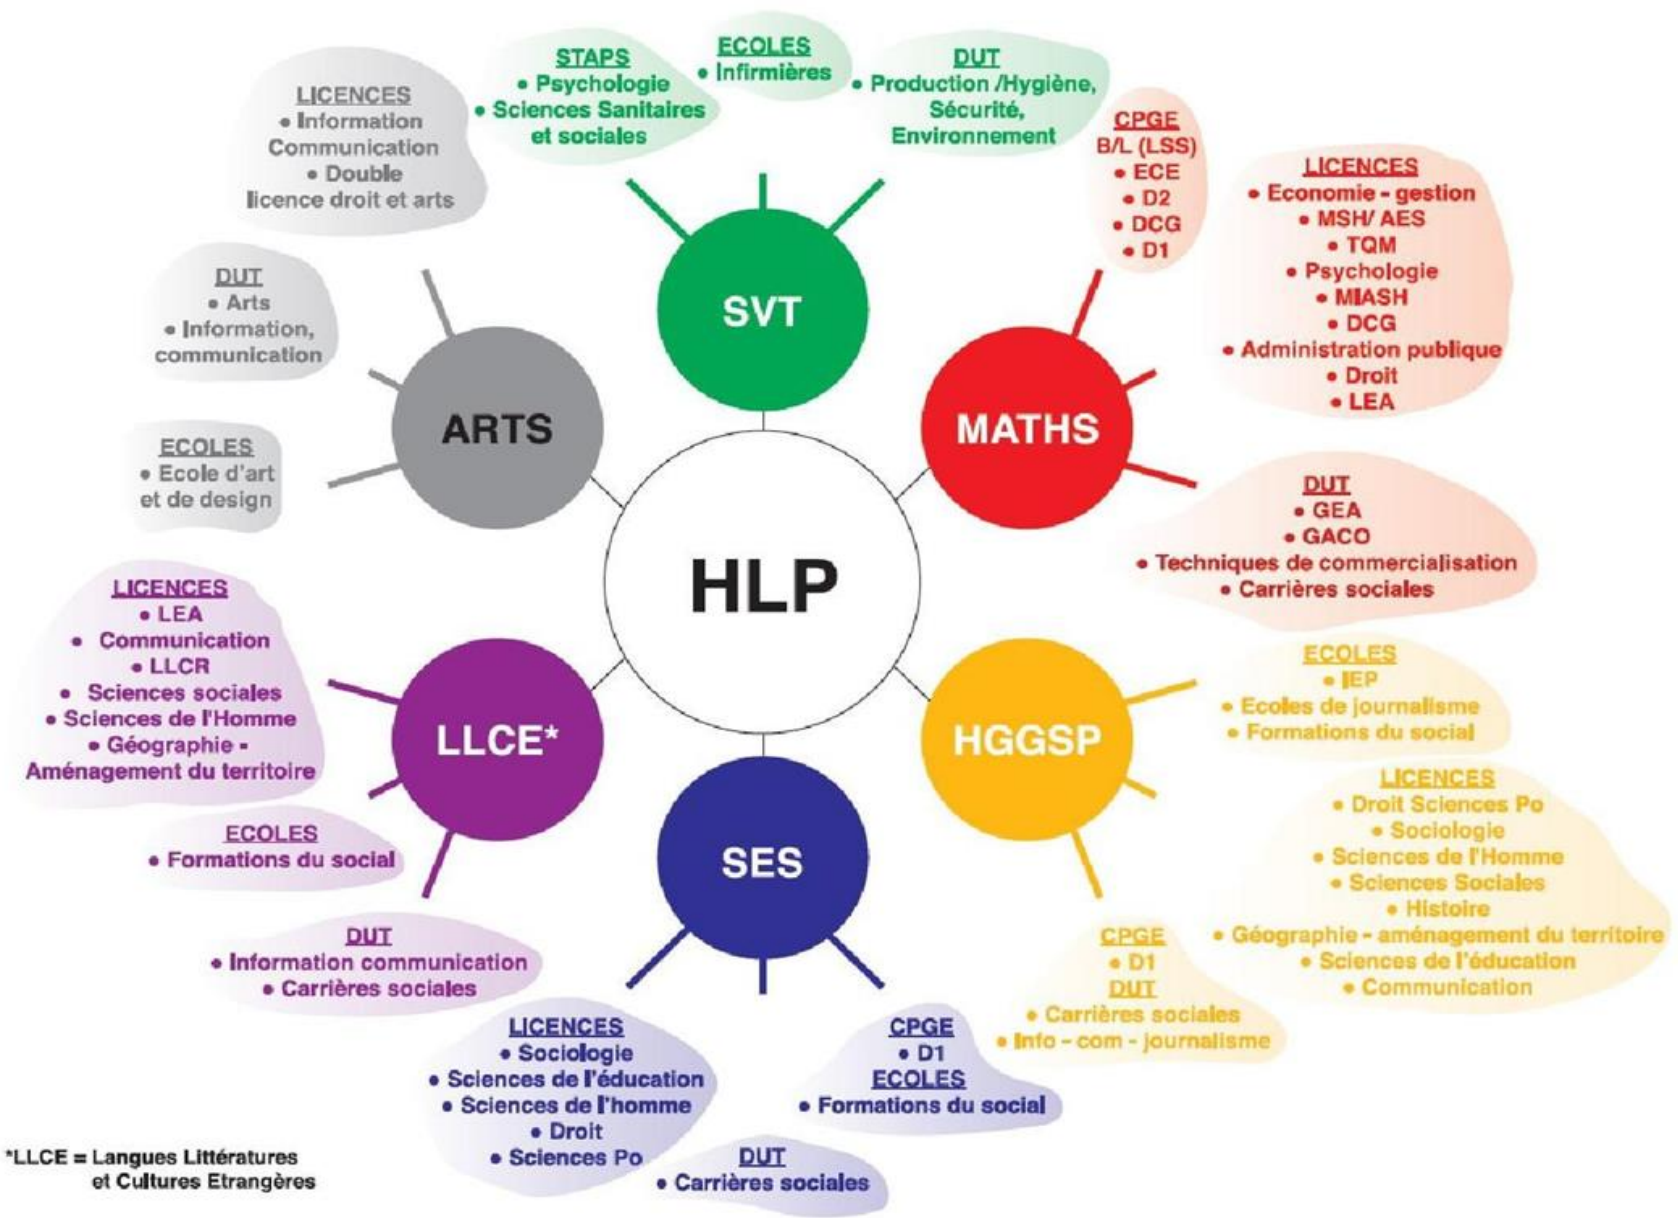 STAPS
• Psychologie
• Sciences Sanitaires
et sociales
ECOLES
• Infirmières
DUT
• Production /Hygiène,
Sécurité,
Environnement
SVT
LICENCES
• Information
Communication
• Double
licence droit et arts
DUT
• Arts
• Information,
communication
ECOLES
• Ecole d'art
et de design
ARTS
CPGE
B/L (LSS)
• ECE
• D2
• DCG
• D1
LICENCES
• Economie - gestion
• MSH/ AES
• TQM
• Psychologie
• MIASH
• DCG
• Administration publique
• Droit
• LEA
DUT
• GEA
• GACO
• Techniques de commercialisation
• Carrières sociales
MATHS
HLP
LICENCES
• LEA
• Communication
• LLCR
• Sciences sociales
• Sciences de l'Homme
• Géographie -
Aménagement du territoire
ECOLES
• Formations du social
DUT
• Information communication
• Carrières sociales
LLCE*
ECOLES
• IEP
• Ecoles de journalisme
• Formations du social
LICENCES
• Droit Sciences Po
• Sociologie
• Sciences de l'Homme
• Sciences Sociales
• Histoire
• Géographie - aménagement du territoire
• Sciences de l'éducation
• Communication
CPGE
• D1
DUT
• Carrières sociales
• Info - com - journalisme
HGGSP
SES
LICENCES
• Sociologie
• Sciences de l'éducation
• Sciences de l'homme
• Droit
• Sciences Po
DUT
• Carrières sociales
CPGE
• D1
ECOLES
• Formations du social
*LLCE = Langues Littératures
et Cultures Etrangères